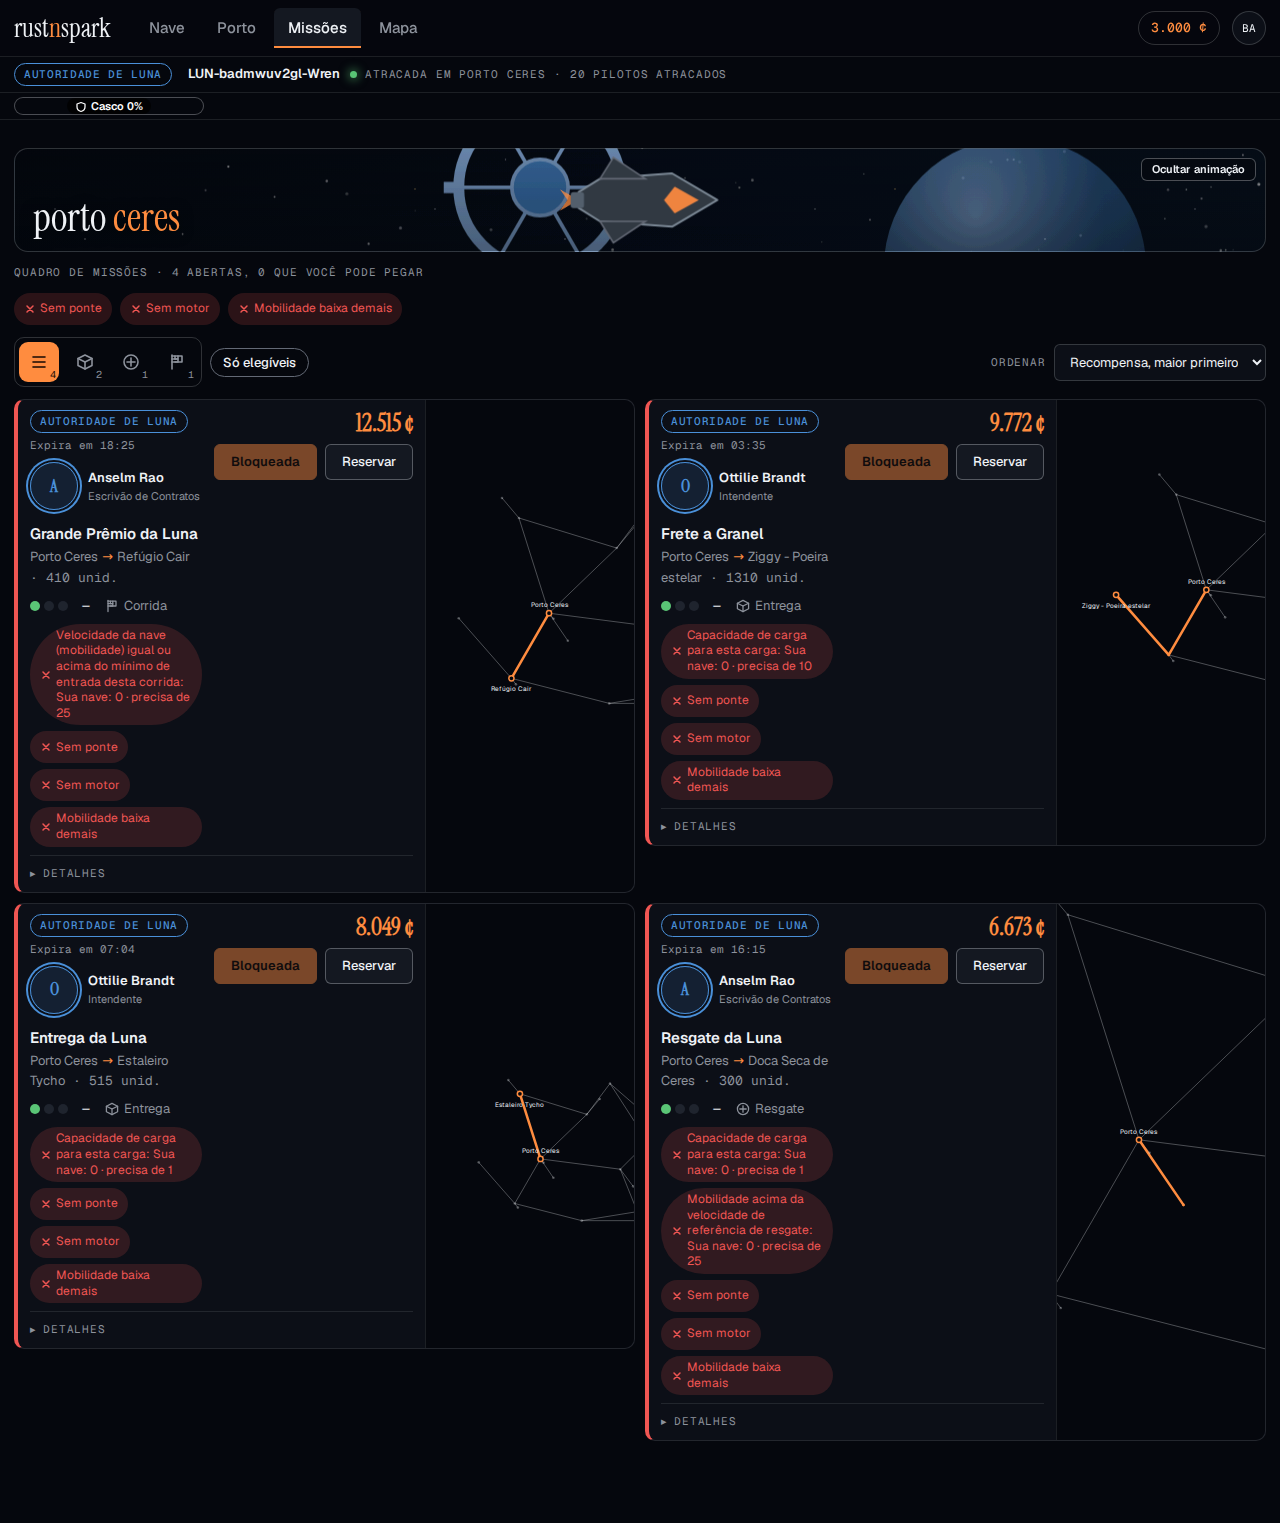 rustnspark
Nave
Porto
Missões
Mapa
3.000 ¢
BA
AUTORIDADE DE LUNA
LUN-badmwuv2gl-Wren
ATRACADA EM PORTO CERES · 20 PILOTOS ATRACADOS
Casco 0%
porto ceres
Ocultar animação
QUADRO DE MISSÕES · 4 ABERTAS, 0 QUE VOCÊ PODE PEGAR
× Sem ponte
× Sem motor
× Mobilidade baixa demais
4
2
1
1
Só elegíveis
ORDENAR
Recompensa, maior primeiro
AUTORIDADE DE LUNA
12.515 ¢
Expira em 18:25
Bloqueada
Reservar
A
Anselm Rao
Escrivão de Contratos
Grande Prêmio da Luna
Porto Ceres → Refúgio Cair
· 410 unid.
– Corrida
× Velocidade da nave
(mobilidade) igual ou
acima do mínimo de
entrada desta corrida:
Sua nave: 0 · precisa de
25
× Sem ponte
× Sem motor
× Mobilidade baixa
demais
▸ DETALHES
Porto Ceres
Refúgio Cair
AUTORIDADE DE LUNA
9.772 ¢
Expira em 03:35
Bloqueada
Reservar
O
Ottilie Brandt
Intendente
Frete a Granel
Porto Ceres → Ziggy - Poeira
estelar · 1310 unid.
– Entrega
× Capacidade de carga
para esta carga: Sua
nave: 0 · precisa de 10
× Sem ponte
× Sem motor
× Mobilidade baixa
demais
▸ DETALHES
Porto Ceres
Ziggy - Poeira estelar
AUTORIDADE DE LUNA
8.049 ¢
Expira em 07:04
Bloqueada
Reservar
O
Ottilie Brandt
Intendente
Entrega da Luna
Porto Ceres → Estaleiro
Tycho · 515 unid.
– Entrega
× Capacidade de carga
para esta carga: Sua
nave: 0 · precisa de 1
× Sem ponte
× Sem motor
× Mobilidade baixa
demais
▸ DETALHES
Estaleiro Tycho
Porto Ceres
AUTORIDADE DE LUNA
6.673 ¢
Expira em 16:15
Bloqueada
Reservar
A
Anselm Rao
Escrivão de Contratos
Resgate da Luna
Porto Ceres → Doca Seca de
Ceres · 300 unid.
– Resgate
× Capacidade de carga
para esta carga: Sua
nave: 0 · precisa de 1
× Mobilidade acima da
velocidade de
referência de resgate:
Sua nave: 0 · precisa de
25
× Sem ponte
× Sem motor
× Mobilidade baixa
demais
▸ DETALHES
Porto Ceres